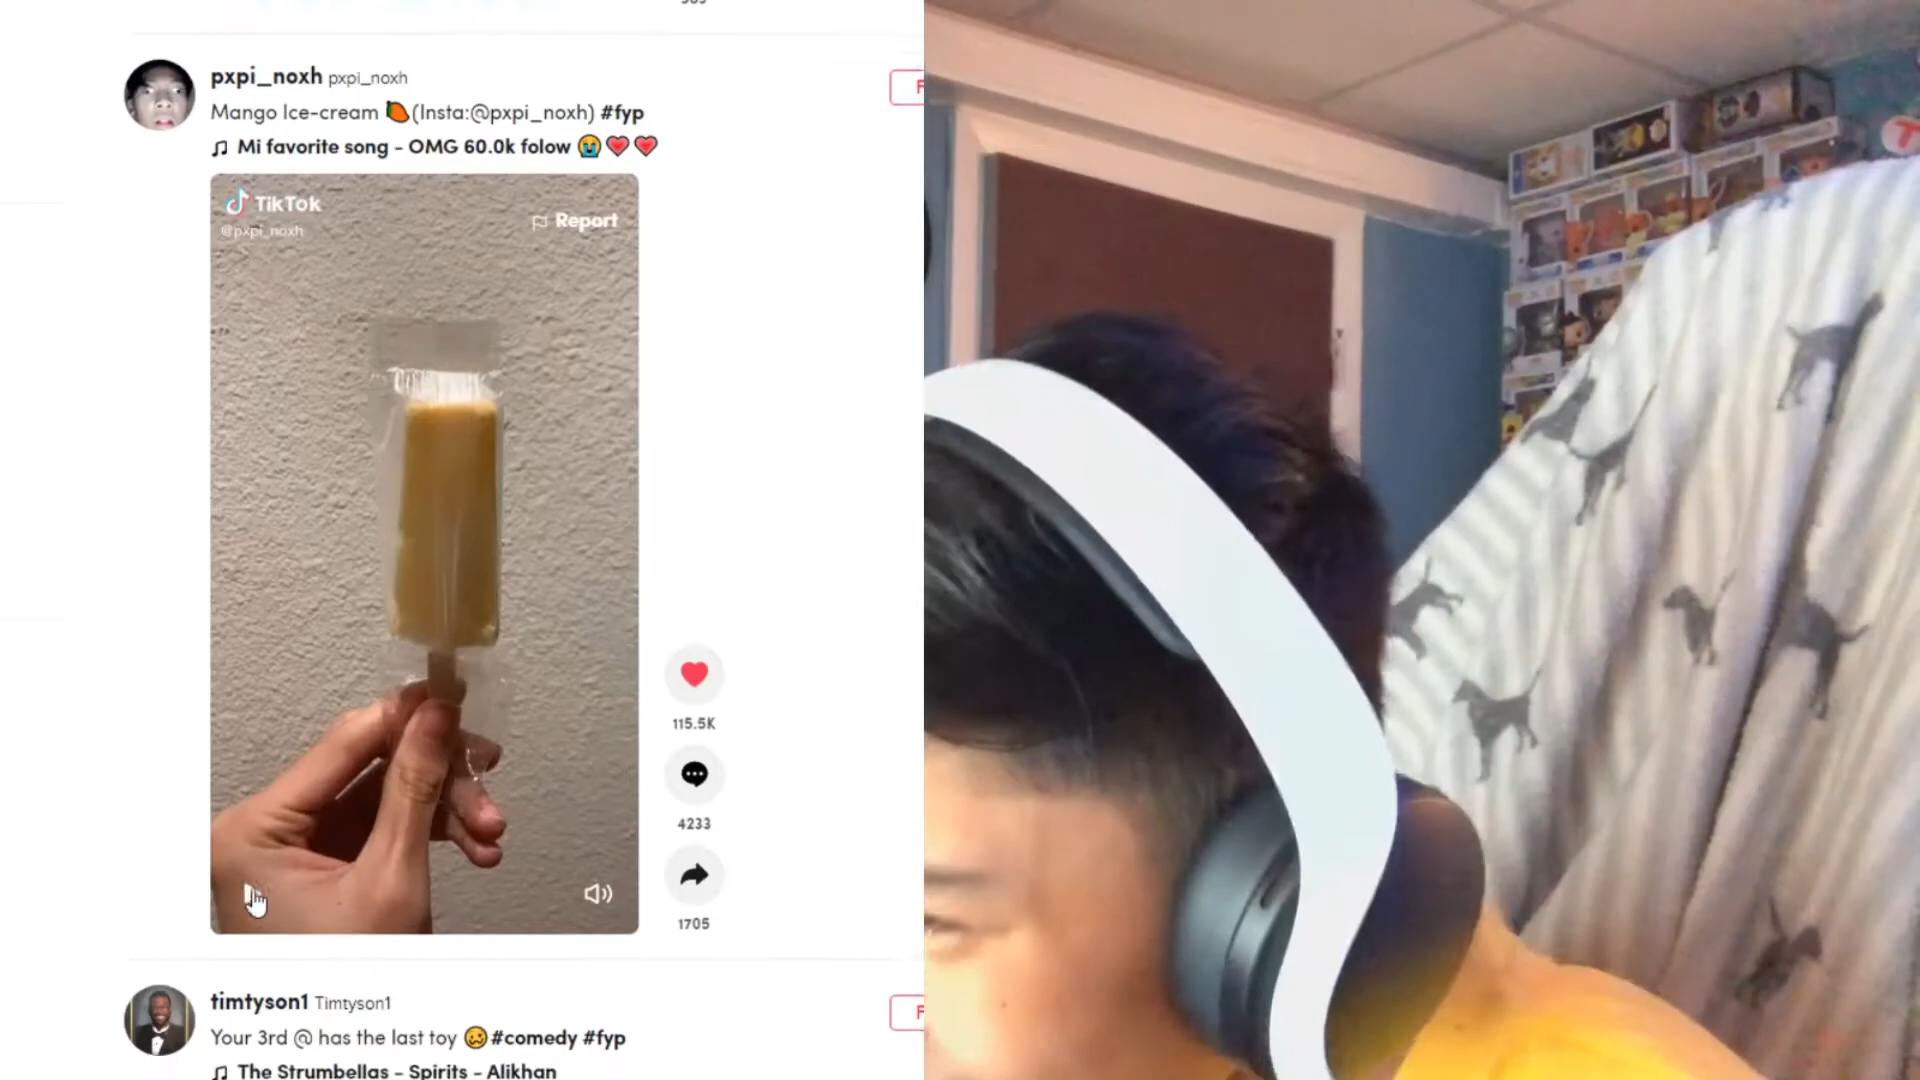 pxpi_noxh pxpi_noxh
Mango Ice-cream 🥭(Insta:@pxpi_noxh) #fyp
♫ Mi favorite song - OMG 60.0k folow 😭❤️❤️
TikTok
@pxpi_noxh
Report
115.5K
4233
1705
timtyson1 Timtyson1
Your 3rd @ has the last toy 🥴#comedy #fyp
♫ The Strumbellas - Spirits - Alikhan